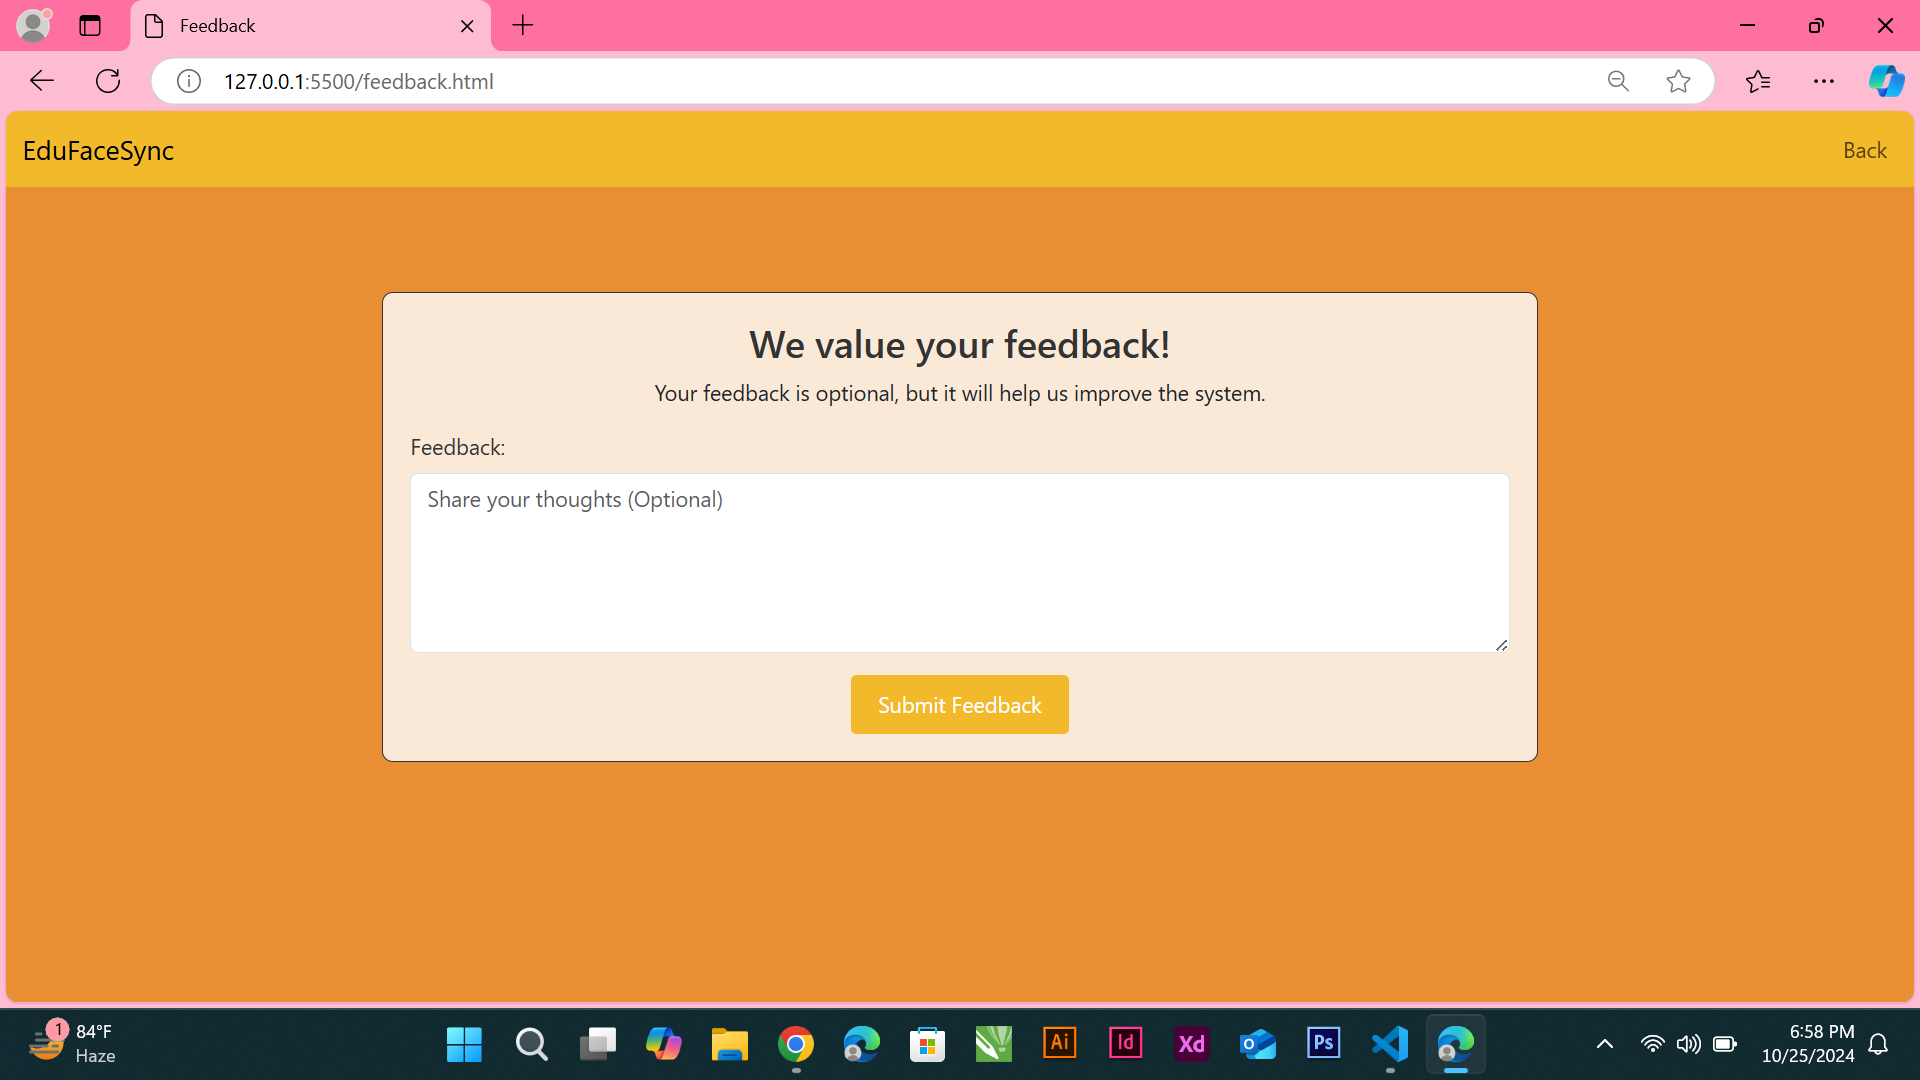 Feedback
127.0.0.1:5500/feedback.html
EduFaceSync
Back
We value your feedback!
Your feedback is optional, but it will help us improve the system.
Feedback:
Share your thoughts (Optional)
Submit Feedback
1
84°F
Haze
Ai
Id
Xd
Ps
6:58 PM
10/25/2024